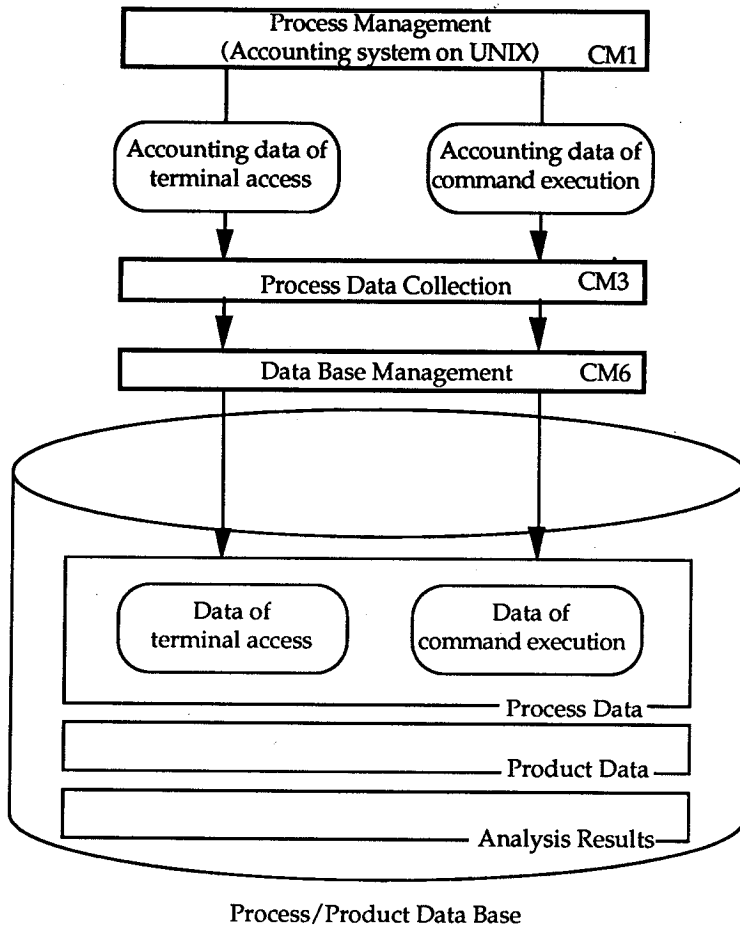 Process Management
(Accounting system on UNIX) CM1
Accounting data of
terminal access
Accounting data of
command execution
Process Data Collection CM3
Data Base Management CM6
Data of
terminal access
Data of
command execution
Process Data
Product Data
Analysis Results
Process/Product Data Base